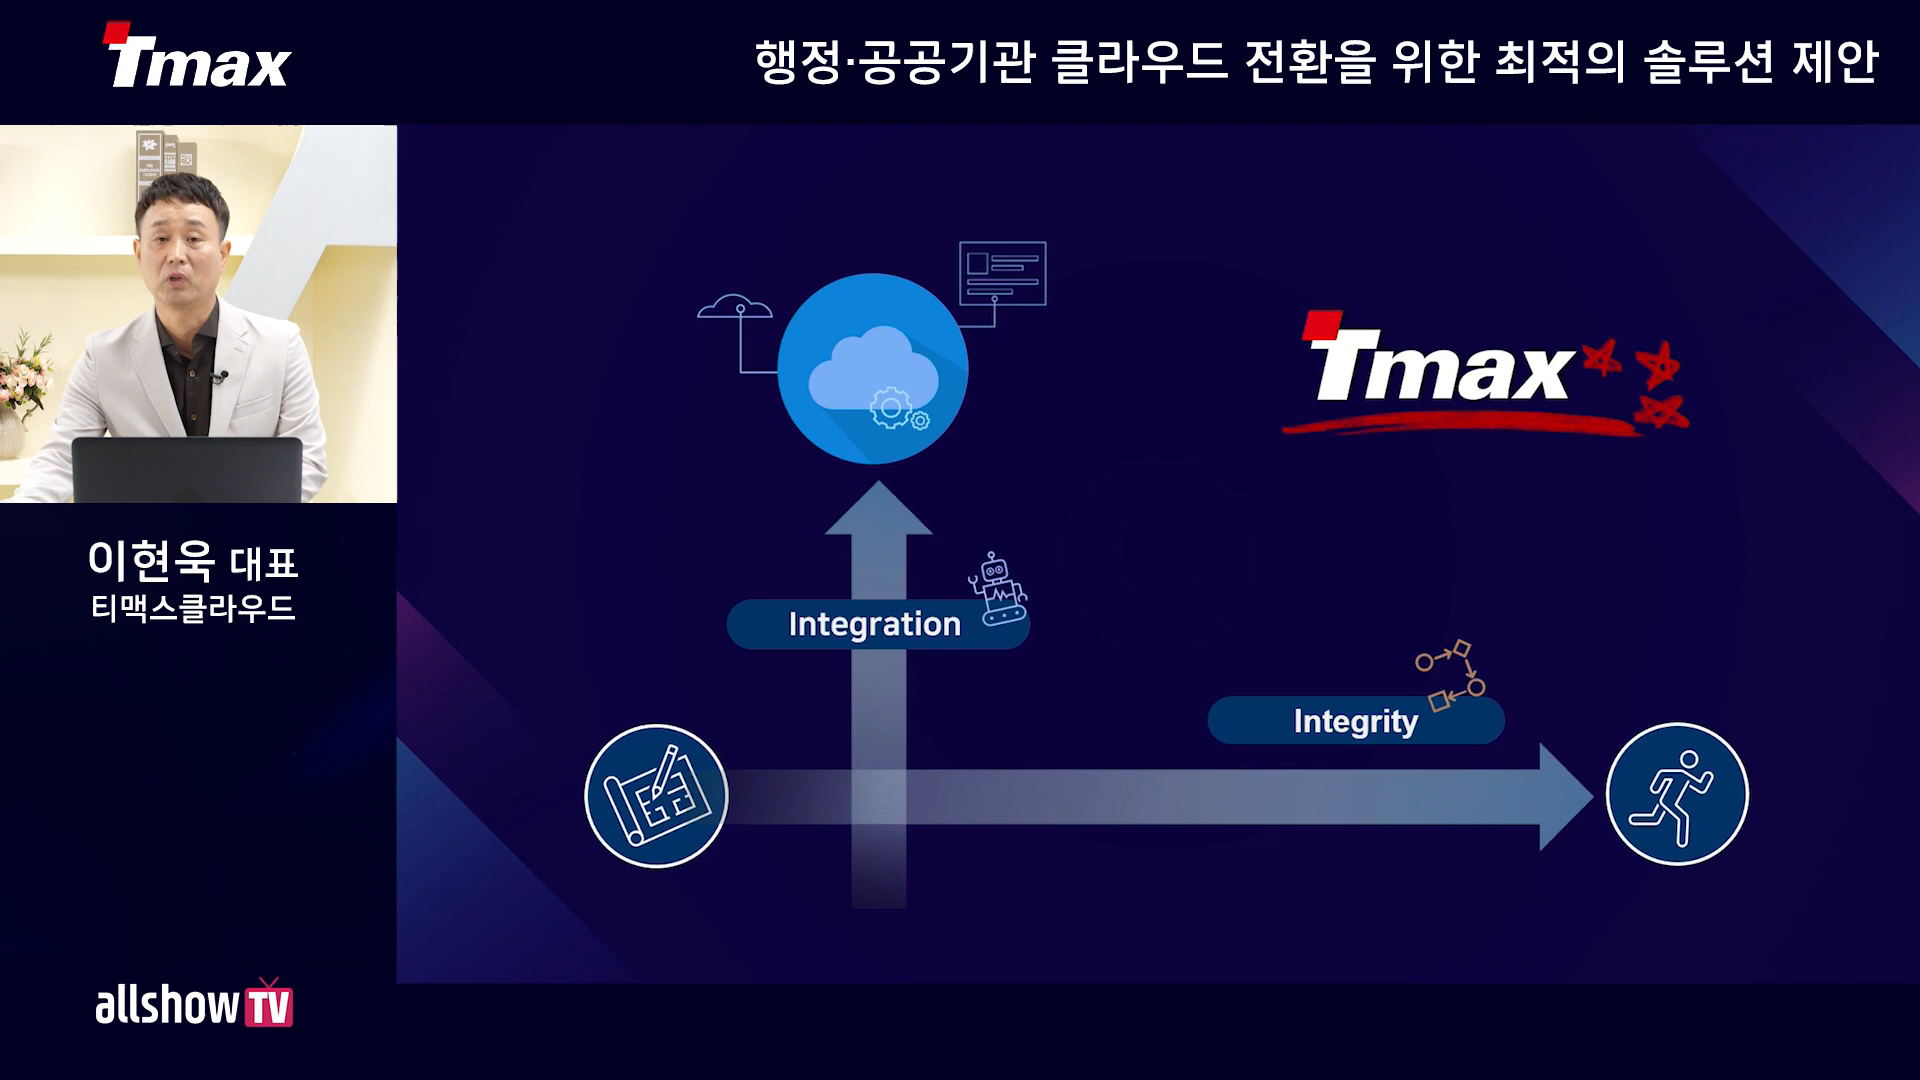 Tmax
행정·공공기관 클라우드 전환을 위한 최적의 솔루션 제안
Tmax
Integration
Integrity
이현욱 대표
티맥스클라우드
allshow TV